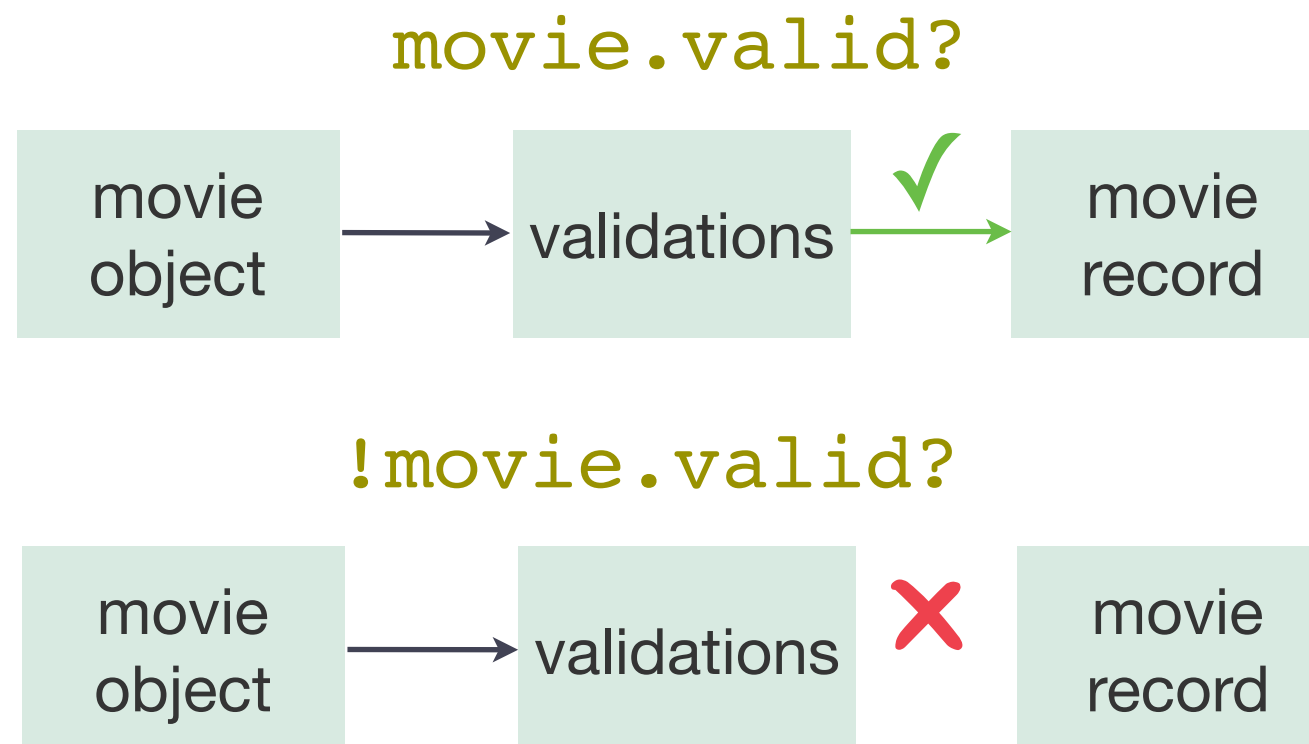 movie.valid?
movie
object
validations
movie
record
!movie.valid?
movie
object
validations
movie
record